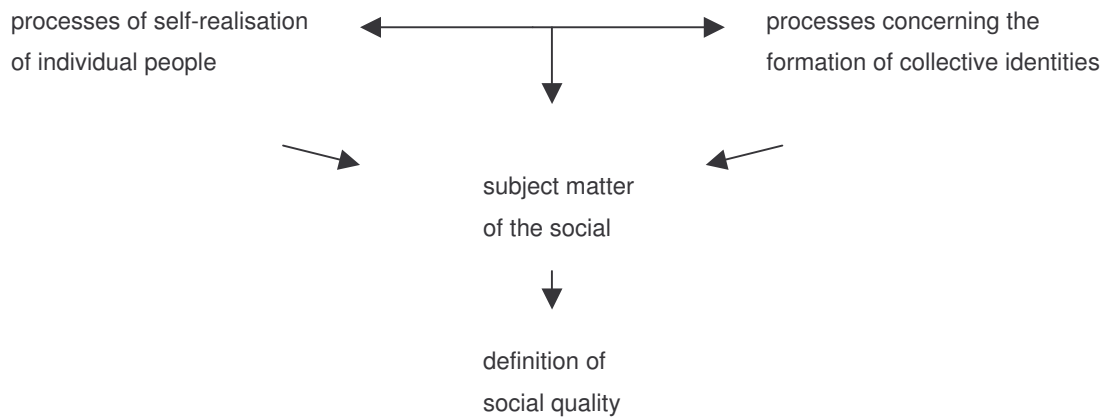 processes of self-realisation
of individual people
processes concerning the
formation of collective identities
subject matter
of the social
definition of
social quality